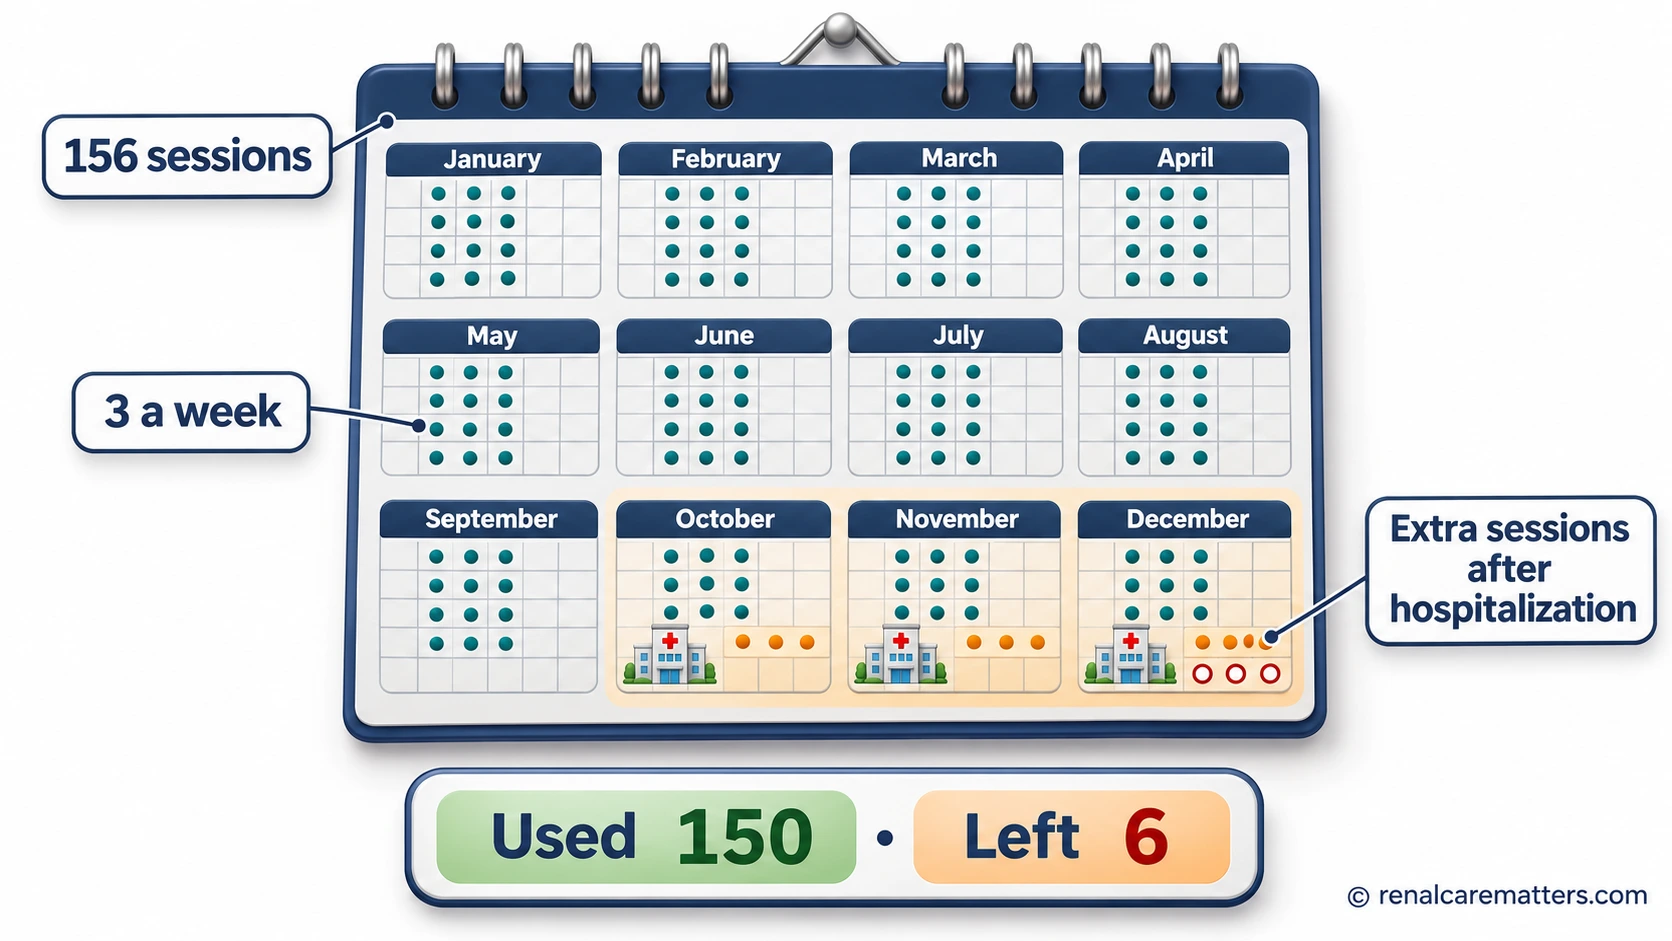 156 sessions
January
February
March
April
3 a week
May
June
July
August
September
October
November
December
Extra sessions
after
hospitalization
Used 150 • Left 6
© renalcarematters.com